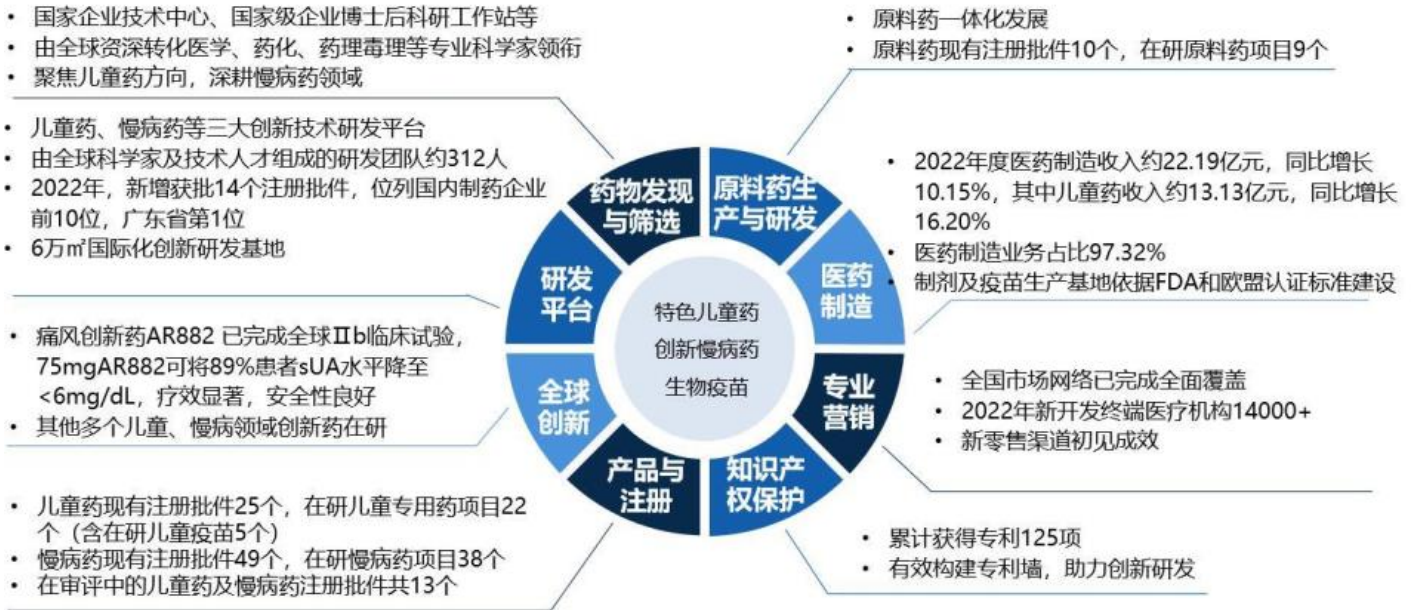 • 国家企业技术中心、国家级企业博士后科研工作站等
• 由全球资深转化医学、药化、药理毒理等专业科学家领衔
• 聚焦儿童药方向，深耕慢病药领域
• 儿童药、慢病药等三大创新技术研发平台
• 由全球科学家及技术人才组成的研发团队约312人
• 2022年，新增获批14个注册批件，位列国内制药企业
前10位，广东省第1位
• 6万㎡国际化创新研发基地
• 痛风创新药AR882 已完成全球Ⅱb临床试验，
75mgAR882可将89%患者sUA水平降至
<6mg/dL，疗效显著，安全性良好
• 其他多个儿童、慢病领域创新药在研
• 儿童药现有注册批件25个，在研儿童专用药项目22
个（含在研儿童疫苗5个）
• 慢病药现有注册批件49个，在研慢病药项目38个
• 在审评中的儿童药及慢病药注册批件共13个
药物发现
与筛选
原料药生
产与研发
研发
平台
医药
制造
全球
创新
专业
营销
产品与
注册
知识产
权保护
特色儿童药
创新慢病药
生物疫苗
• 原料药一体化发展
• 原料药现有注册批件10个，在研原料药项目9个
• 2022年度医药制造收入约22.19亿元，同比增长
10.15%，其中儿童药收入约13.13亿元，同比增长
16.20%
• 医药制造业务占比97.32%
• 制剂及疫苗生产基地依据FDA和欧盟认证标准建设
• 全国市场网络已完成全面覆盖
• 2022年新开发终端医疗机构14000+
• 新零售渠道初见成效
• 累计获得专利125项
• 有效构建专利墙，助力创新研发